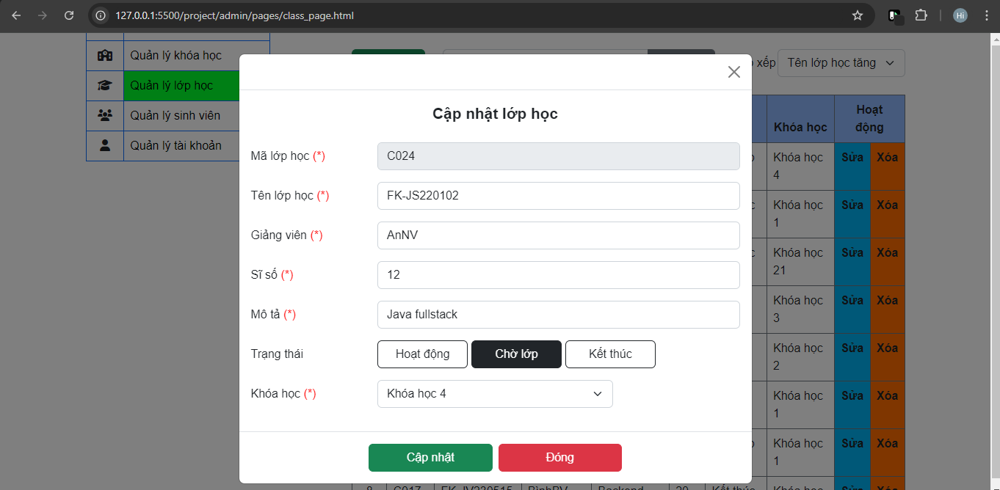 127.0.0.1:5500/project/admin/pages/class_page.html
Hi
Quản lý khóa học
Quản lý lớp học
Quản lý sinh viên
Quản lý tài khoản
xếp
Tên lớp học tăng
Cập nhật lớp học
Mã lớp học (*)
C024
Tên lớp học (*)
FK-JS220102
Giảng viên (*)
AnNV
Sĩ số (*)
12
Mô tả (*)
Java fullstack
Trạng thái
Hoạt động
Chờ lớp
Kết thúc
Khóa học (*)
Khóa học 4
Cập nhật
Đóng
Khóa học
Hoạt
động
Khóa học
4
Sửa
Xóa
Khóa học
1
Sửa
Xóa
Khóa học
21
Sửa
Xóa
Khóa học
3
Sửa
Xóa
Khóa học
2
Sửa
Xóa
Khóa học
1
Sửa
Xóa
Khóa học
1
Sửa
Xóa
8 C017 FK-JV230515 BìnhBV Backend 20 Kết thúc Khóa học Sửa Xóa